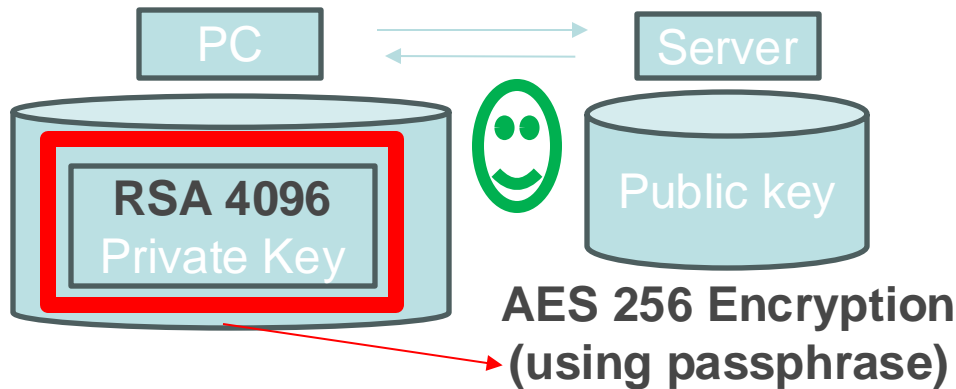 PC
Server
RSA 4096
Private Key
Public key
AES 256 Encryption
(using passphrase)